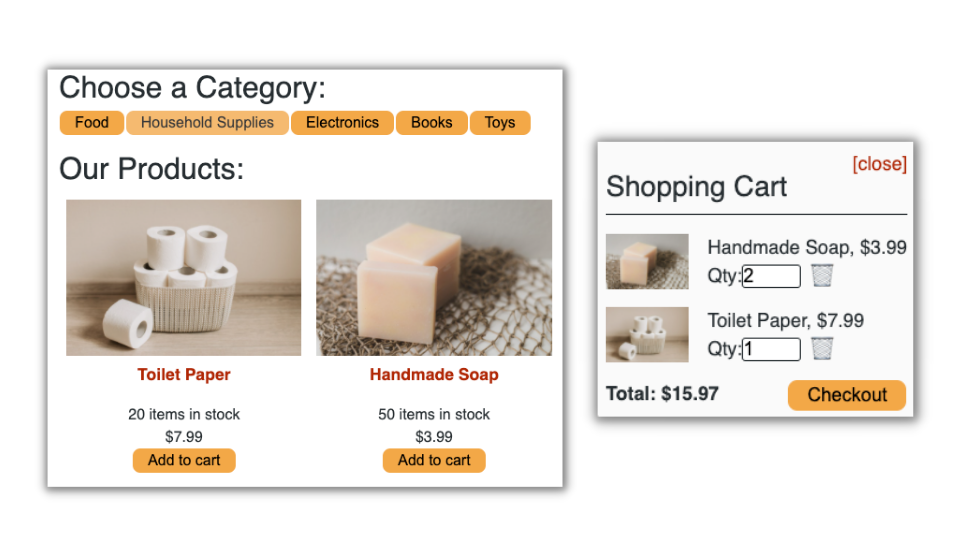 Choose a Category:
Food Household Supplies Electronics Books Toys
Our Products:
Toilet Paper
20 items in stock
$7.99
Add to cart
Handmade Soap
50 items in stock
$3.99
Add to cart
[close]
Shopping Cart
Handmade Soap, $3.99
Qty:2
Toilet Paper, $7.99
Qty:1
Total: $15.97
Checkout